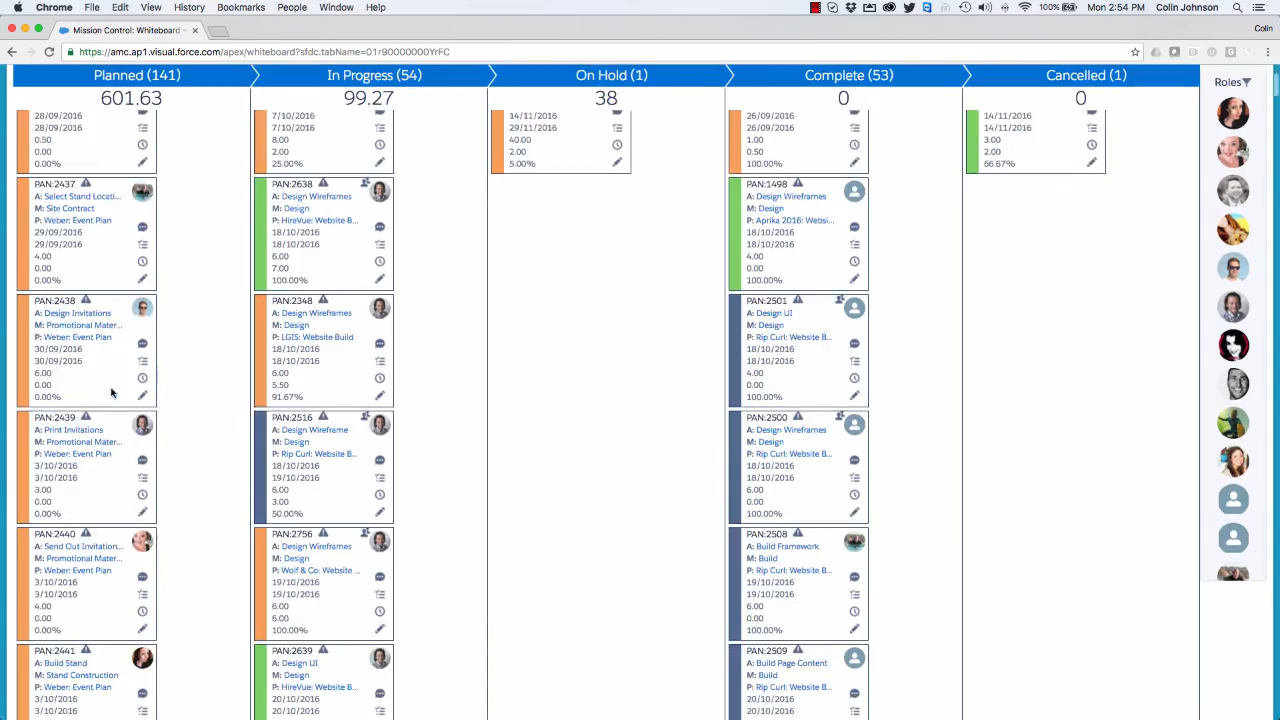 Chrome File Edit View History Bookmarks People Window Help 100% Mon 2:54 PM Colin Johnson
Mission Control: Whiteboard ~ Colin
https://amc.ap1.visual.force.com/apex/whiteboard?sfdc.tabName=01r90000000YrFC
Planned (141) In Progress (54) On Hold (1) Complete (53) Cancelled (1) Roles
601.63 99.27 38 0 0
28/09/2016
28/09/2016
0.50
0.00
0.00%
PAN:2437
A: Select Stand Locati...
M: Site Contract
P: Weber: Event Plan
29/09/2016
29/09/2016
4.00
0.00
0.00%
PAN:2438
A: Design Invitations
M: Promotional Mater...
P: Weber: Event Plan
30/09/2016
30/09/2016
6.00
0.00
0.00%
PAN:2439
A: Print Invitations
M: Promotional Mater...
P: Weber: Event Plan
3/10/2016
3/10/2016
3.00
0.00
0.00%
PAN:2440
A: Send Out Invitation...
M: Promotional Mater...
P: Weber: Event Plan
3/10/2016
3/10/2016
4.00
0.00
0.00%
PAN:2441
A: Build Stand
M: Stand Construction
P: Weber: Event Plan
3/10/2016
3/10/2016
7/10/2016
7/10/2016
8.00
2.00
25.00%
PAN:2638
A: Design Wireframes
M: Design
P: HireVue: Website B...
18/10/2016
18/10/2016
6.00
7.00
100.00%
PAN:2348
A: Design Wireframes
M: Design
P: LGIS: Website Build
18/10/2016
18/10/2016
6.00
5.50
91.67%
PAN:2516
A: Design Wireframe
M: Design
P: Rip Curl: Website B...
18/10/2016
19/10/2016
6.00
3.00
50.00%
PAN:2756
A: Design Wireframes
M: Design
P: Wolf & Co: Website ...
19/10/2016
19/10/2016
6.00
6.00
100.00%
PAN:2639
A: Design UI
M: Design
P: HireVue: Website B...
20/10/2016
20/10/2016
14/11/2016
29/11/2016
40.00
2.00
5.00%
26/09/2016
26/09/2016
1.00
0.50
100.00%
PAN:1498
A: Design Wireframes
M: Design
P: Aprika 2016: Websi...
18/10/2016
18/10/2016
4.00
0.00
100.00%
PAN:2501
A: Design UI
M: Design
P: Rip Curl: Website B...
18/10/2016
18/10/2016
4.00
0.00
100.00%
PAN:2500
A: Design Wireframes
M: Design
P: Rip Curl: Website B...
18/10/2016
18/10/2016
6.00
0.00
100.00%
PAN:2508
A: Build Framework
M: Build
P: Rip Curl: Website B...
19/10/2016
19/10/2016
6.00
0.00
100.00%
PAN:2509
A: Build Page Content
M: Build
P: Rip Curl: Website B...
20/10/2016
20/10/2016
14/11/2016
14/11/2016
3.00
2.00
66.67%